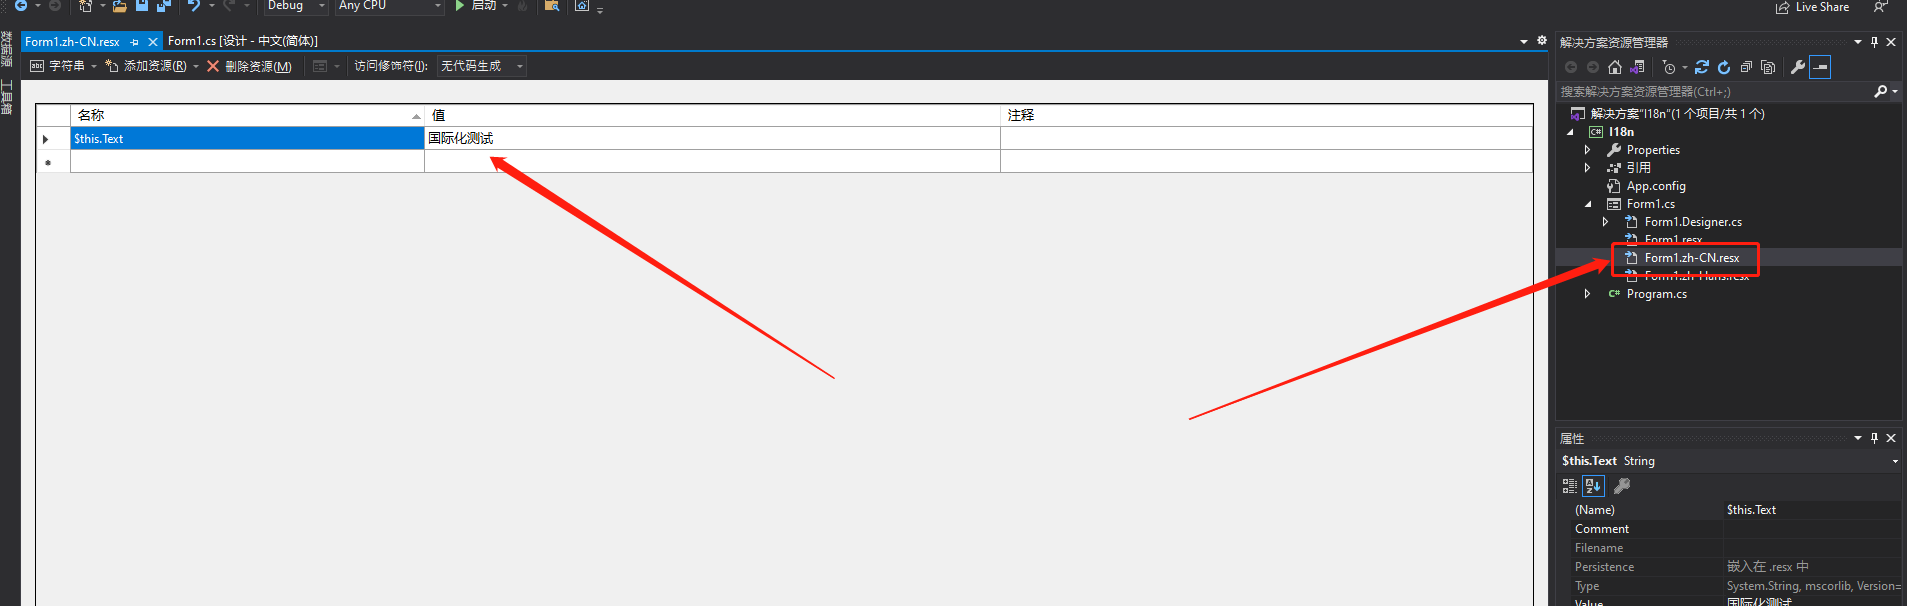 Debug
Any CPU
启动
Live Share
数据源
工具箱
Form1.zh-CN.resx
Form1.cs [设计 - 中文(简体)]
字符串
添加资源(R)
删除资源(M)
访问修饰符(I):
无代码生成
名称
值
注释
$this.Text
国际化测试
解决方案资源管理器
搜索解决方案资源管理器(Ctrl+;)
解决方案"I18n"(1 个项目/共 1 个)
C# I18n
Properties
引用
App.config
Form1.cs
Form1.Designer.cs
Form1.resx
Form1.zh-CN.resx
Form1.zh-Hans.resx
C# Program.cs
属性
$this.Text String
(Name) $this.Text
Comment
Filename
Persistence 嵌入在 .resx 中
Type System.String, mscorlib, Version=
Value 国际化测试